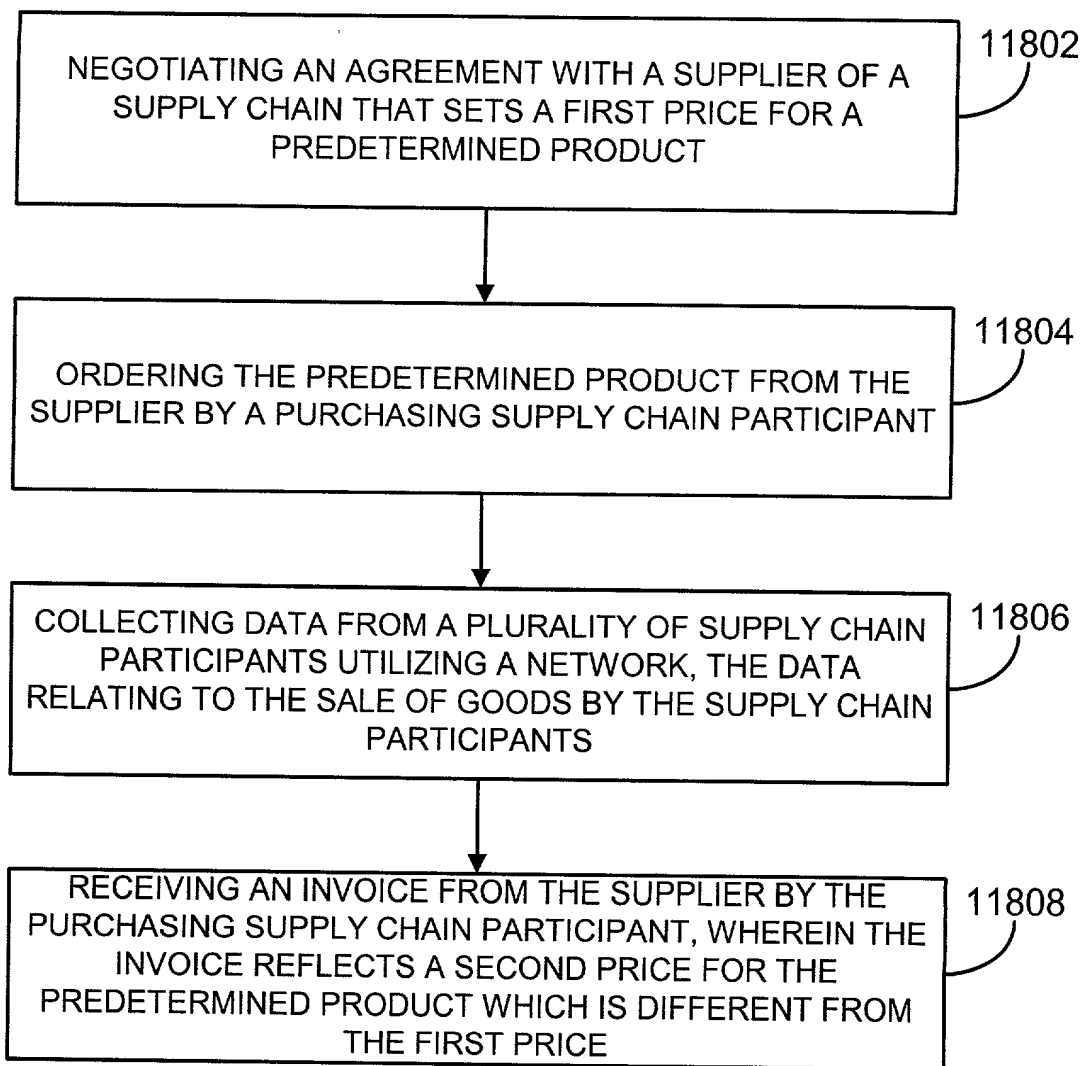 11802
NEGOTIATING AN AGREEMENT WITH A SUPPLIER OF A
SUPPLY CHAIN THAT SETS A FIRST PRICE FOR A
PREDETERMINED PRODUCT
11804
ORDERING THE PREDETERMINED PRODUCT FROM THE
SUPPLIER BY A PURCHASING SUPPLY CHAIN PARTICIPANT
11806
COLLECTING DATA FROM A PLURALITY OF SUPPLY CHAIN
PARTICIPANTS UTILIZING A NETWORK, THE DATA
RELATING TO THE SALE OF GOODS BY THE SUPPLY CHAIN
PARTICIPANTS
11808
RECEIVING AN INVOICE FROM THE SUPPLIER BY THE
PURCHASING SUPPLY CHAIN PARTICIPANT, WHEREIN THE
INVOICE REFLECTS A SECOND PRICE FOR THE
PREDETERMINED PRODUCT WHICH IS DIFFERENT FROM
THE FIRST PRICE